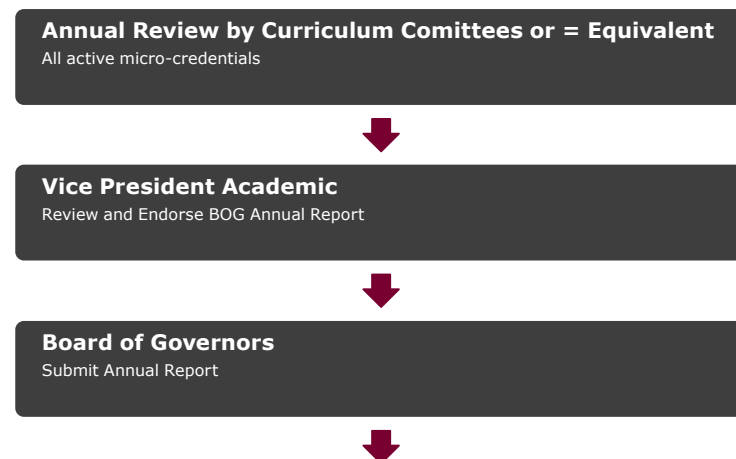 Annual Review by Curriculum Comittees or = Equivalent
All active micro-credentials
Vice President Academic
Review and Endorse BOG Annual Report
Board of Governors
Submit Annual Report